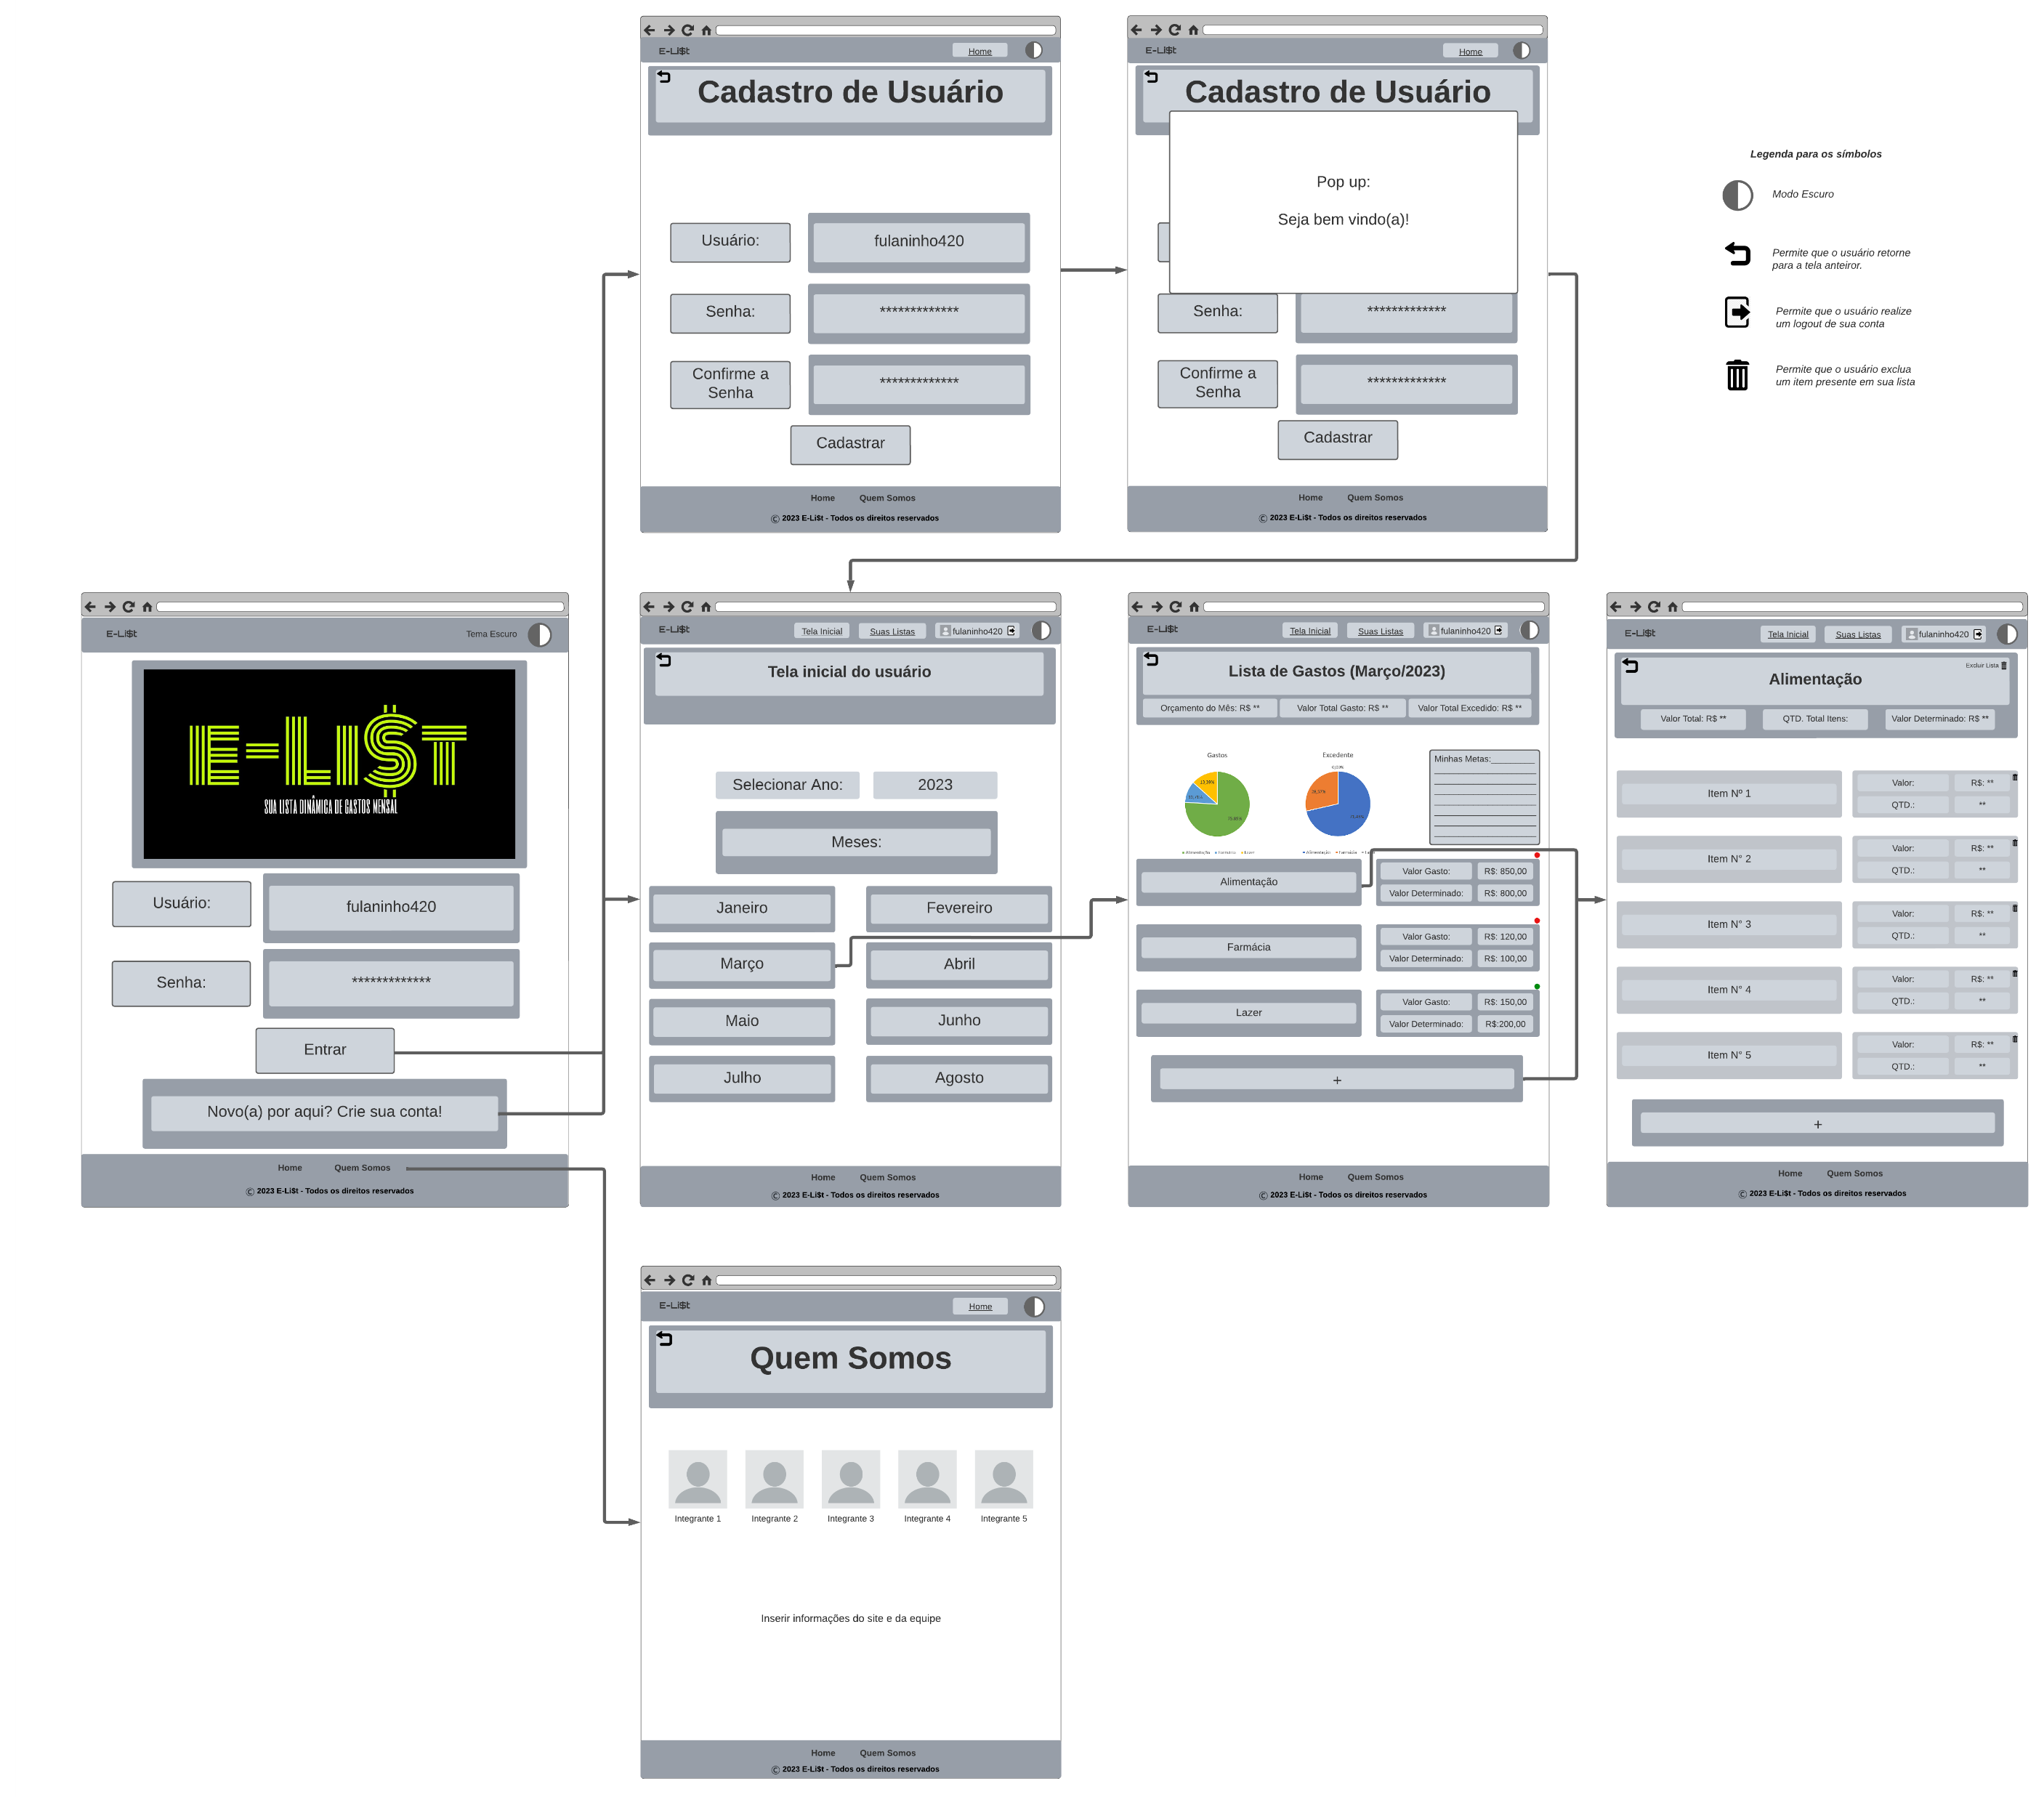 E-Li$t
Home
Cadastro de Usuário
Usuário:
fulaninho420
Senha:
*************
Confirme a
Senha
*************
Cadastrar
Home Quem Somos
© 2023 E-Li$t - Todos os direitos reservados
E-Li$t
Home
Cadastro de Usuário
Pop up:
Seja bem vindo(a)!
Senha:
*************
Confirme a
Senha
*************
Cadastrar
Home Quem Somos
© 2023 E-Li$t - Todos os direitos reservados
Legenda para os símbolos
Modo Escuro
Permite que o usuário retorne
para a tela anteiror.
Permite que o usuário realize
um logout de sua conta
Permite que o usuário exclua
um item presente em sua lista
E-Li$t
Tema Escuro
E-LI$T
SUA LISTA DINÂMICA DE GASTOS MENSAL
Usuário:
fulaninho420
Senha:
*************
Entrar
Novo(a) por aqui? Crie sua conta!
Home Quem Somos
© 2023 E-Li$t - Todos os direitos reservados
E-Li$t
Tela Inicial Suas Listas fulaninho420
Tela inicial do usuário
Selecionar Ano: 2023
Meses:
Janeiro Fevereiro
Março Abril
Maio Junho
Julho Agosto
Home Quem Somos
© 2023 E-Li$t - Todos os direitos reservados
E-Li$t
Tela Inicial Suas Listas fulaninho420
Lista de Gastos (Março/2023)
Orçamento do Mês: R$ ** Valor Total Gasto: R$ ** Valor Total Excedido: R$ **
Gastos
Excedente
Minhas Metas:_________
Alimentação
Valor Gasto: R$: 850,00
Valor Determinado: R$: 800,00
Farmácia
Valor Gasto: R$: 120,00
Valor Determinado: R$: 100,00
Lazer
Valor Gasto: R$: 150,00
Valor Determinado: R$:200,00
+
Home Quem Somos
© 2023 E-Li$t - Todos os direitos reservados
E-Li$t
Tela Inicial Suas Listas fulaninho420
Excluir Lista
Alimentação
Valor Total: R$ ** QTD. Total Itens: Valor Determinado: R$ **
Item Nº 1
Valor: R$: **
QTD.: **
Item N° 2
Valor: R$: **
QTD.: **
Item N° 3
Valor: R$: **
QTD.: **
Item N° 4
Valor: R$: **
QTD.: **
Item N° 5
Valor: R$: **
QTD.: **
+
Home Quem Somos
© 2023 E-Li$t - Todos os direitos reservados
E-Li$t
Home
Quem Somos
Integrante 1 Integrante 2 Integrante 3 Integrante 4 Integrante 5
Inserir informações do site e da equipe
Home Quem Somos
© 2023 E-Li$t - Todos os direitos reservados